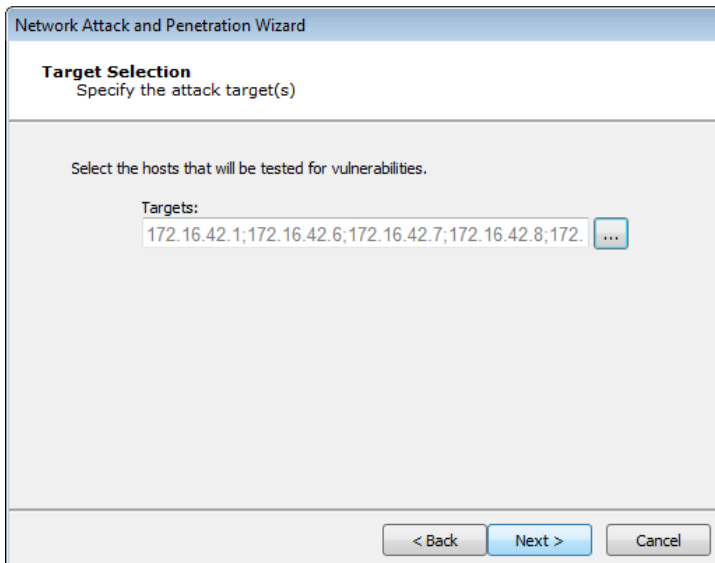 Network Attack and Penetration Wizard
Target Selection
Specify the attack target(s)
Select the hosts that will be tested for vulnerabilities.
Targets:
172.16.42.1;172.16.42.6;172.16.42.7;172.16.42.8;172. ...
< Back Next > Cancel